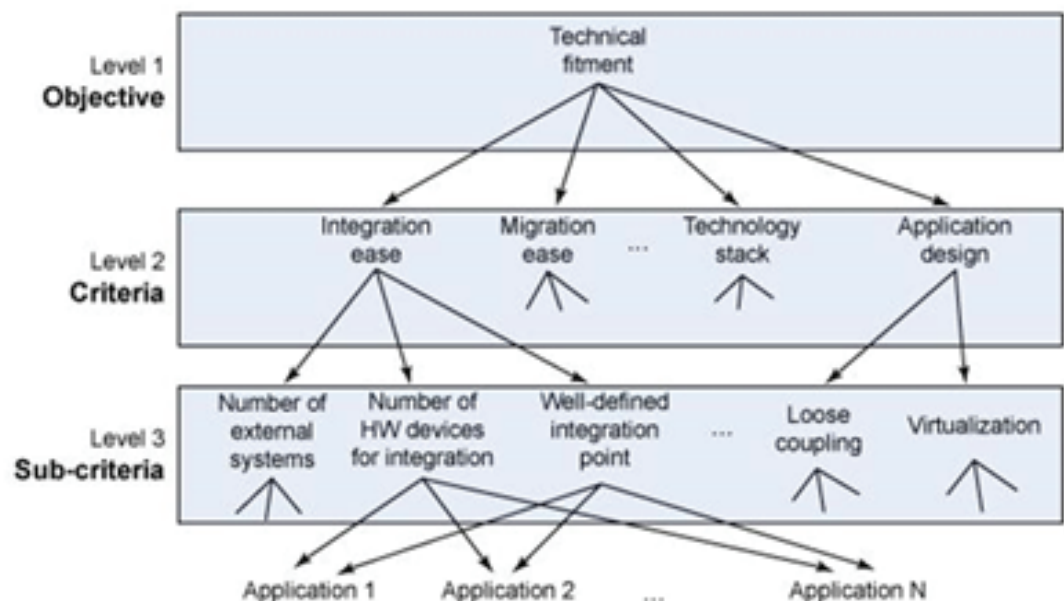 Level 1
Objective
Technical
fitment
Level 2
Criteria
Integration
ease
Migration
ease
...
Technology
stack
Application
design
Level 3
Sub-criteria
Number of
external
systems
Number of
HW devices
for integration
Well-defined
integration
point
...
Loose
coupling
Virtualization
Application 1
Application 2
...
Application N